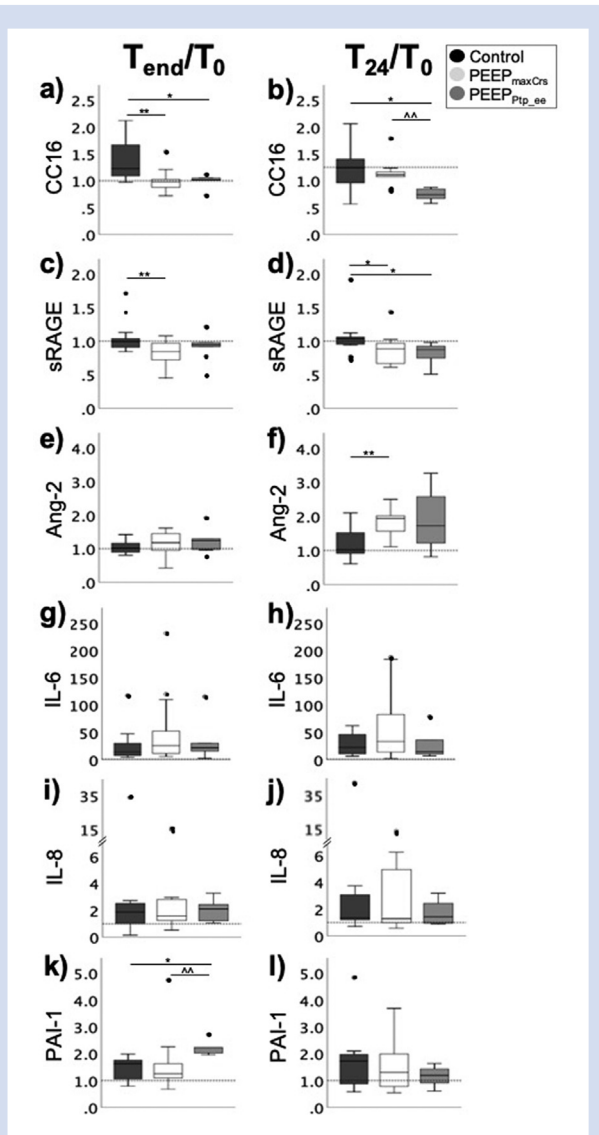 Tend/T0
T24/T0
Control
PEEPmaxCrs
PEEPPtp_ee
a)
CC16
2.5
2.0
1.5
1.0
.5
.0
*
**
b)
CC16
2.5
2.0
1.5
1.0
.5
.0
*
^^
c)
sRAGE
2.0
1.5
1.0
.5
.0
**
d)
sRAGE
2.0
1.5
1.0
.5
.0
*
*
e)
Ang-2
4.0
3.0
2.0
1.0
.0
f)
Ang-2
4.0
3.0
2.0
1.0
.0
**
g)
IL-6
250
200
150
100
50
0
h)
IL-6
250
200
150
100
50
0
i)
IL-8
35
15
6
4
2
0
j)
IL-8
35
15
6
4
2
0
k)
PAI-1
5.0
4.0
3.0
2.0
1.0
.0
*
^^
l)
PAI-1
5.0
4.0
3.0
2.0
1.0
.0